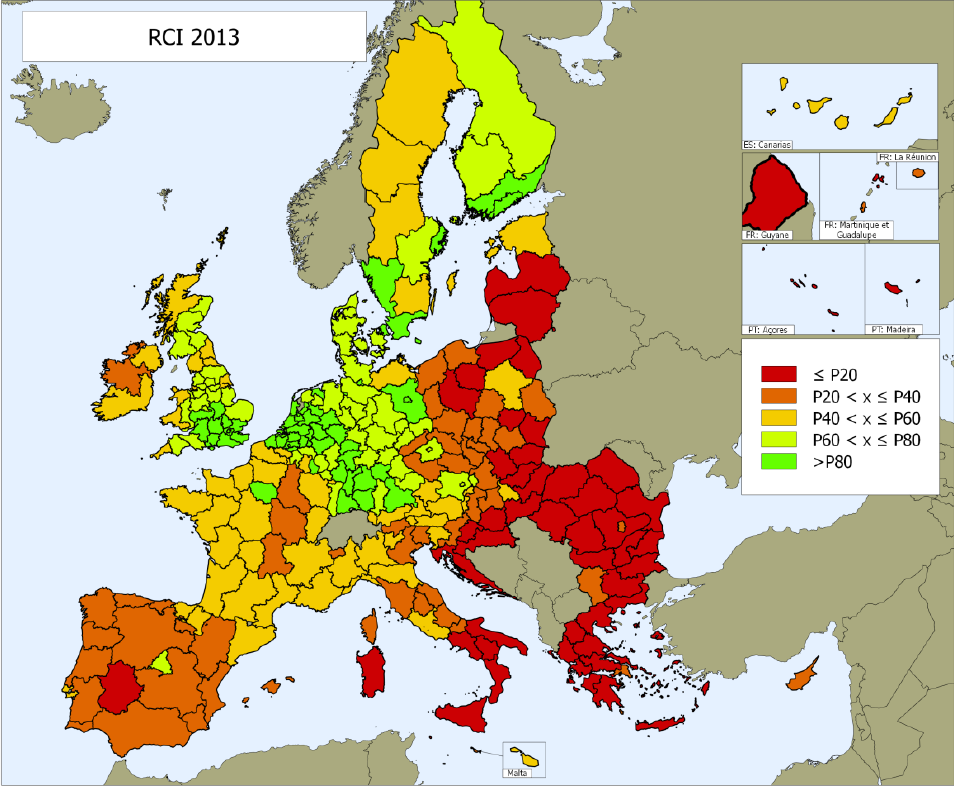 RCI 2013
ES: Canarias
FR: La Réunion
FR: Guyane
FR: Martinique et
Guadalupe
PT: Açores
PT: Madeira
≤ P20
P20 < x ≤ P40
P40 < x ≤ P60
P60 < x ≤ P80
>P80
Malta